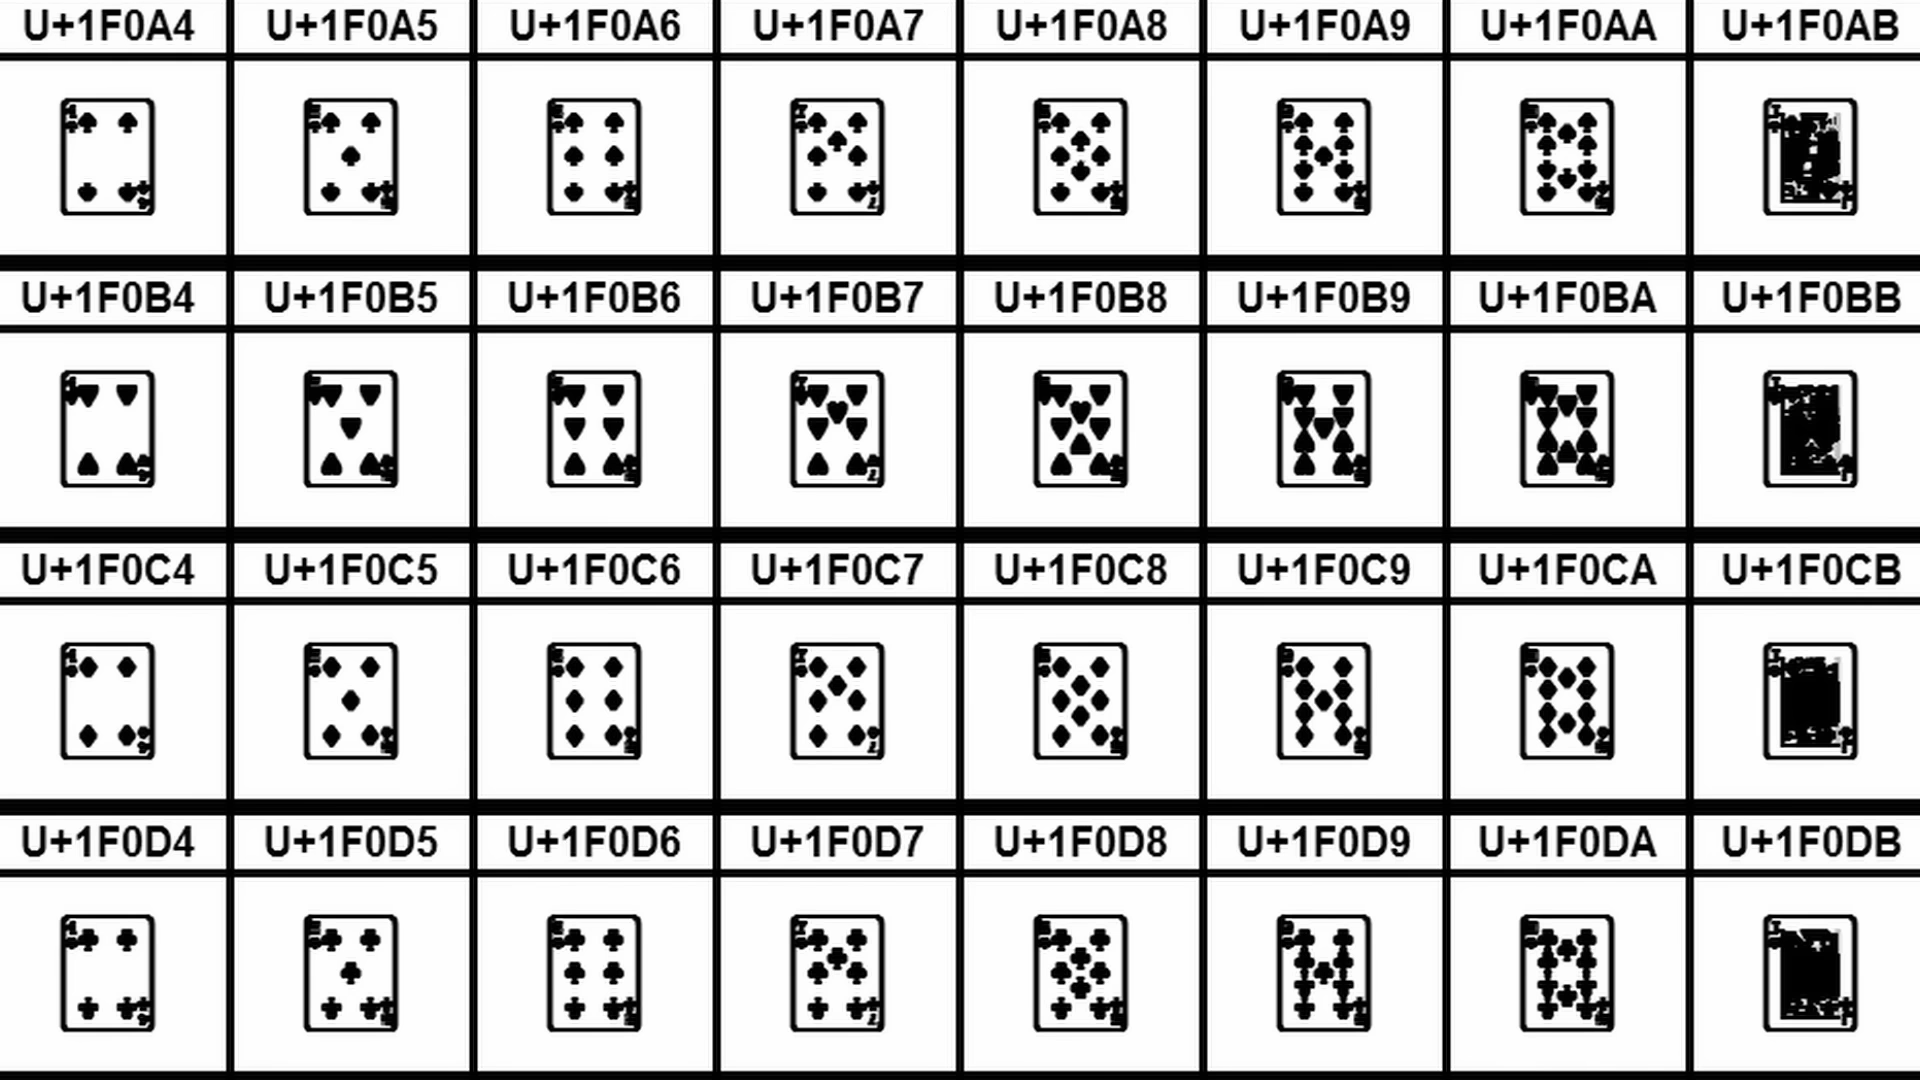 U+1F0A4 U+1F0A5 U+1F0A6 U+1F0A7 U+1F0A8 U+1F0A9 U+1F0AA U+1F0AB
U+1F0B4 U+1F0B5 U+1F0B6 U+1F0B7 U+1F0B8 U+1F0B9 U+1F0BA U+1F0BB
U+1F0C4 U+1F0C5 U+1F0C6 U+1F0C7 U+1F0C8 U+1F0C9 U+1F0CA U+1F0CB
U+1F0D4 U+1F0D5 U+1F0D6 U+1F0D7 U+1F0D8 U+1F0D9 U+1F0DA U+1F0DB